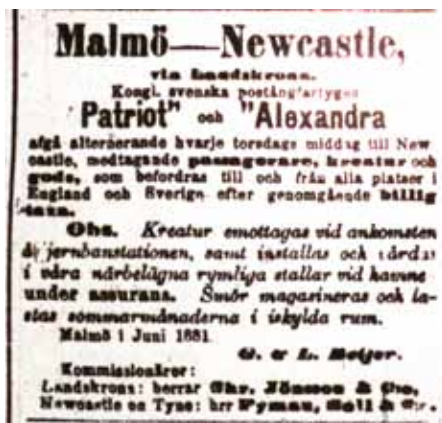 Malmö—Newcastle,
via Landskrona.
Kongl. svenska postångfartygen
"Patriot" och "Alexandra
afgå alternerande hvarje torsdags middag till New
castle, medtagande passagerare, kreatur och
gods, som befordras till och från alla platser i
England och Sverige efter genomgående billig
taxa.
Obs. Kreatur emottagas vid ankomsten
å jernbanstationen, samt installas och vårdas
i våra närbelägna rymliga stallar vid hamnen
under assurans. Smör magasineras och la-
stas sommarmånaderna i iskylda rum.
Malmö i Juni 1881.
& L. Beijer.
Kommissionärer:
Landskrona: herrar Chr. Jönsson & C:o,
Newcastle on Tyne: hrr Pyman, Bell & C:o.